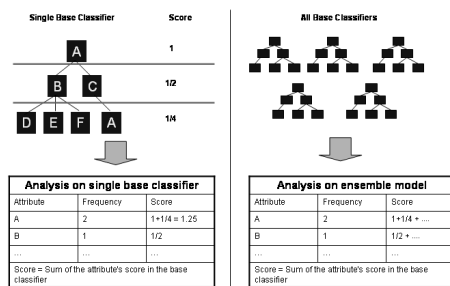 Single Base Classifier Score
A 1
B C 1/2
D E F A 1/4
Analysis on single base classifier
Attribute Frequency Score
A 2 1+1/4 = 1.25
B 1 1/2
... ... ...
Score = Sum of the attribute's score in the base
classifier
All Base Classifiers
Analysis on ensemble model
Attribute Frequency Score
A 2 1+1/4 + ....
B 1 1/2 + ....
... ... ...
Score = Sum of the attribute's score in the base
classifier